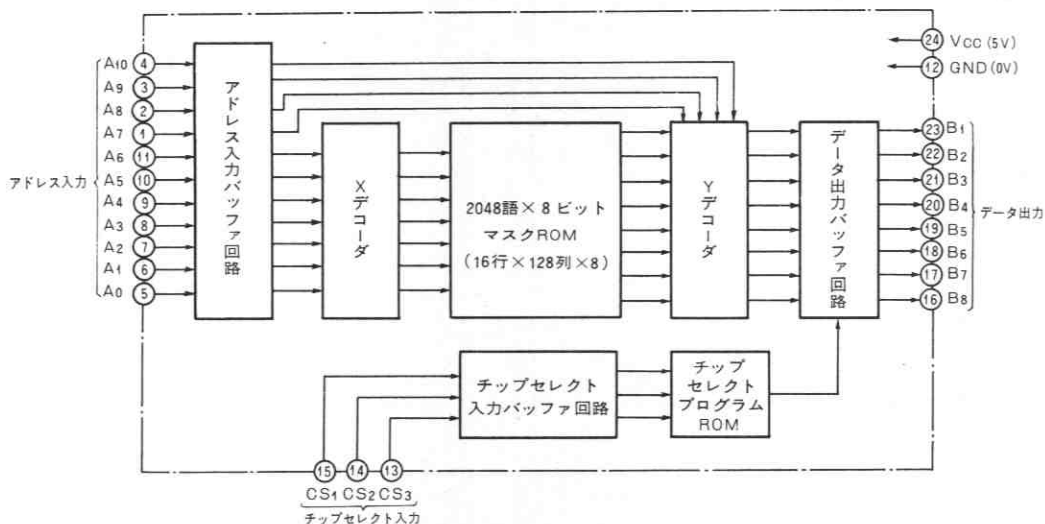 アドレス入力
A10 4
A9 3
A8 2
A7 1
A6 11
A5 10
A4 9
A3 8
A2 7
A1 6
A0 5
アドレス入力バッファ回路
Xデコーダ
2048語×8ビット
マスクROM
(16行×128列×8)
Yデコーダ
データ出力バッファ回路
24 VCC (5V)
12 GND (0V)
23 B1
22 B2
21 B3
20 B4
19 B5
18 B6
17 B7
16 B8
データ出力
チップセレクト
入力バッファ回路
チップ
セレクト
プログラム
ROM
15 14 13
CS1 CS2 CS3
チップセレクト入力